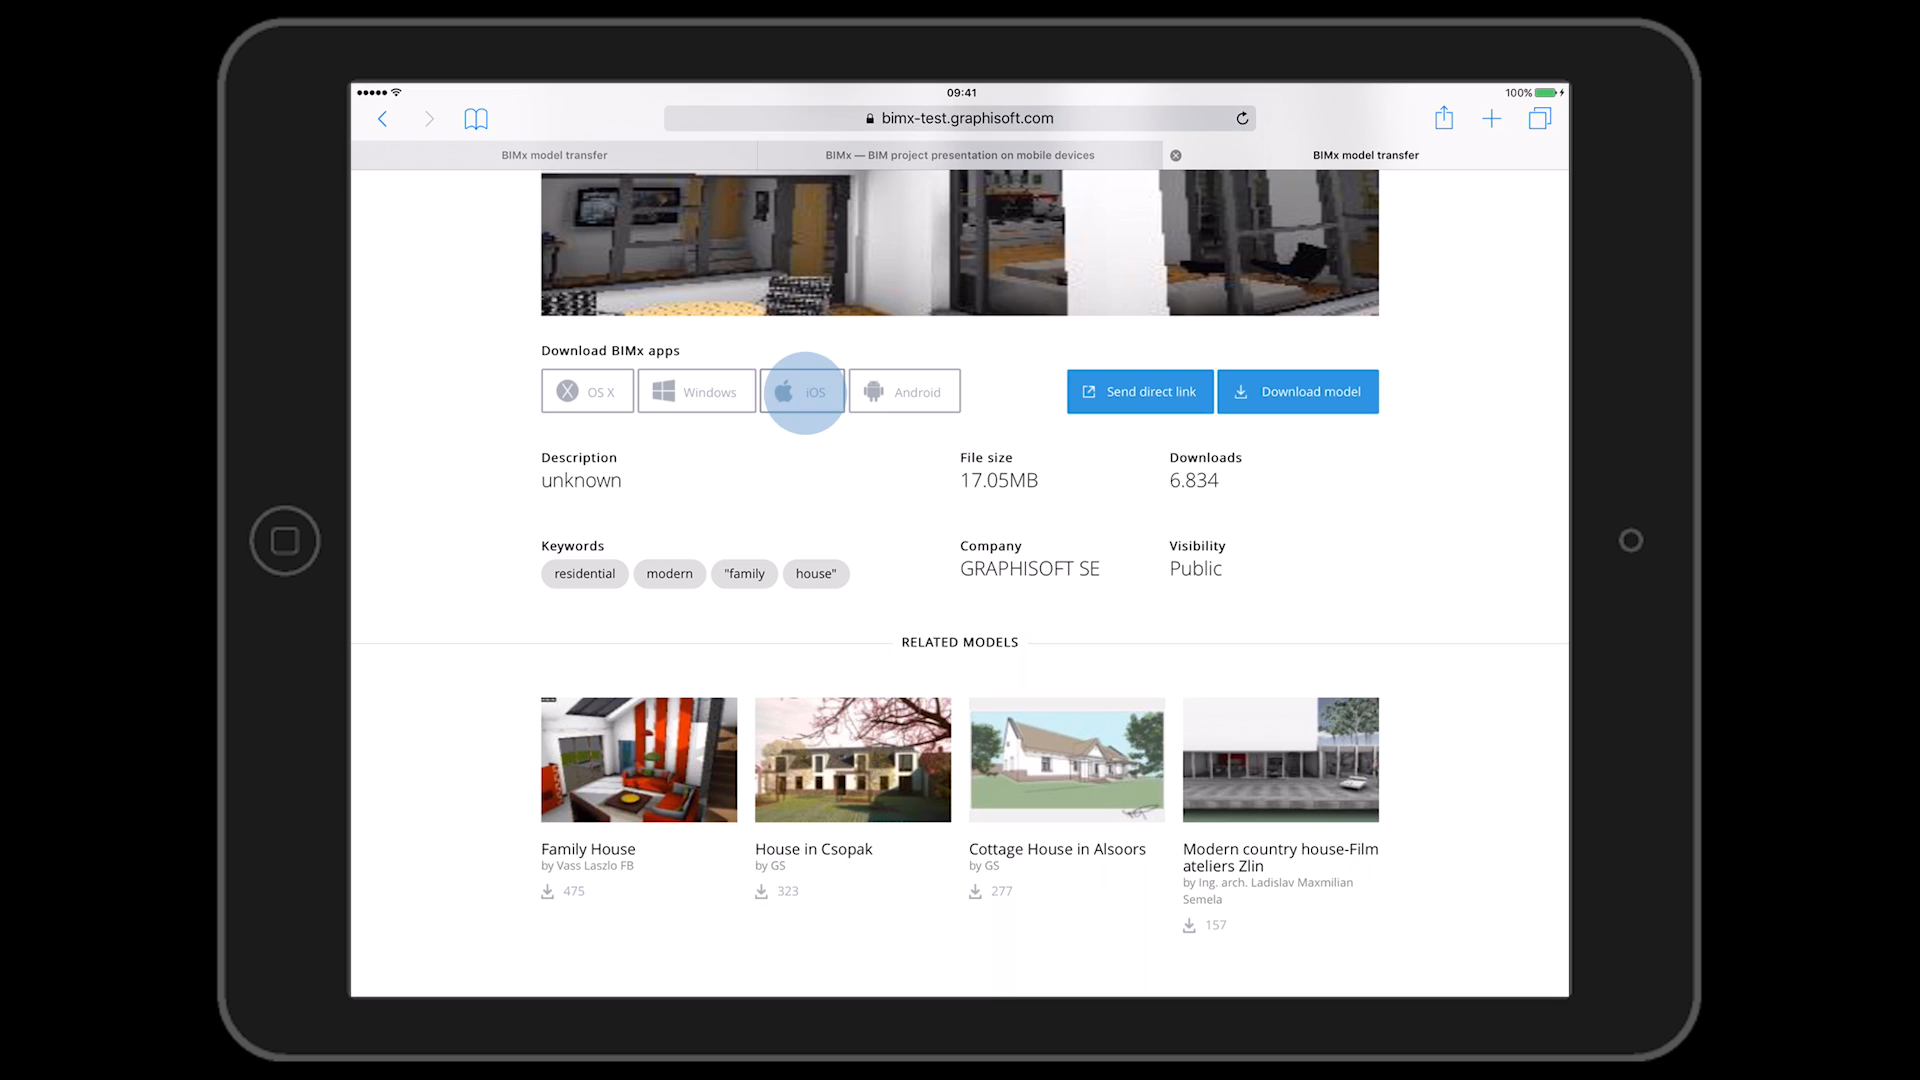 09:41
100%
bimx-test.graphisoft.com
BIMx model transfer
BIMx — BIM project presentation on mobile devices
BIMx model transfer
Download BIMx apps
OS X
Windows
iOS
Android
Send direct link
Download model
Description
unknown
File size
17.05MB
Downloads
6.834
Keywords
residential
modern
"family
house"
Company
GRAPHISOFT SE
Visibility
Public
RELATED MODELS
Family House
by Vass Laszlo FB
475
House in Csopak
by GS
323
Cottage House in Alsoors
by GS
277
Modern country house-Film
ateliers Zlin
by Ing. arch. Ladislav Maxmilian
Semela
157